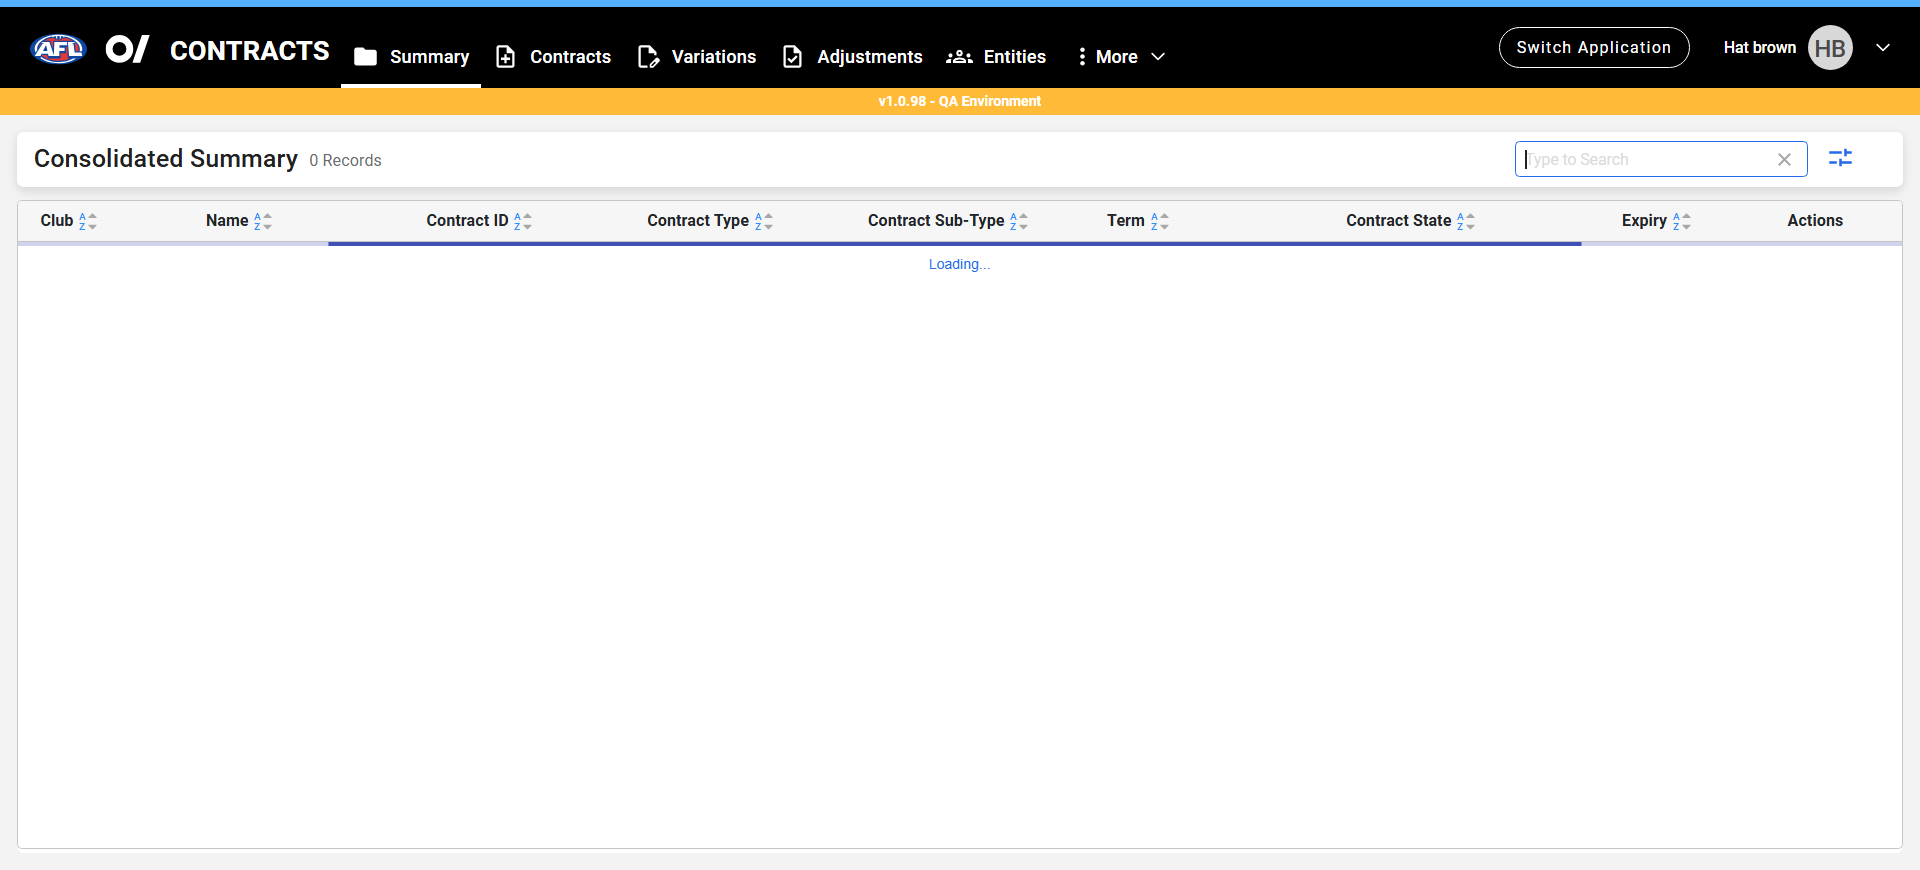 AFL O/ CONTRACTS Summary Contracts Variations Adjustments Entities More Switch Application Hat brown HB
v1.0.98 - QA Environment
Consolidated Summary 0 Records Type to Search
Club Name Contract ID Contract Type Contract Sub-Type Term Contract State Expiry Actions
Loading...